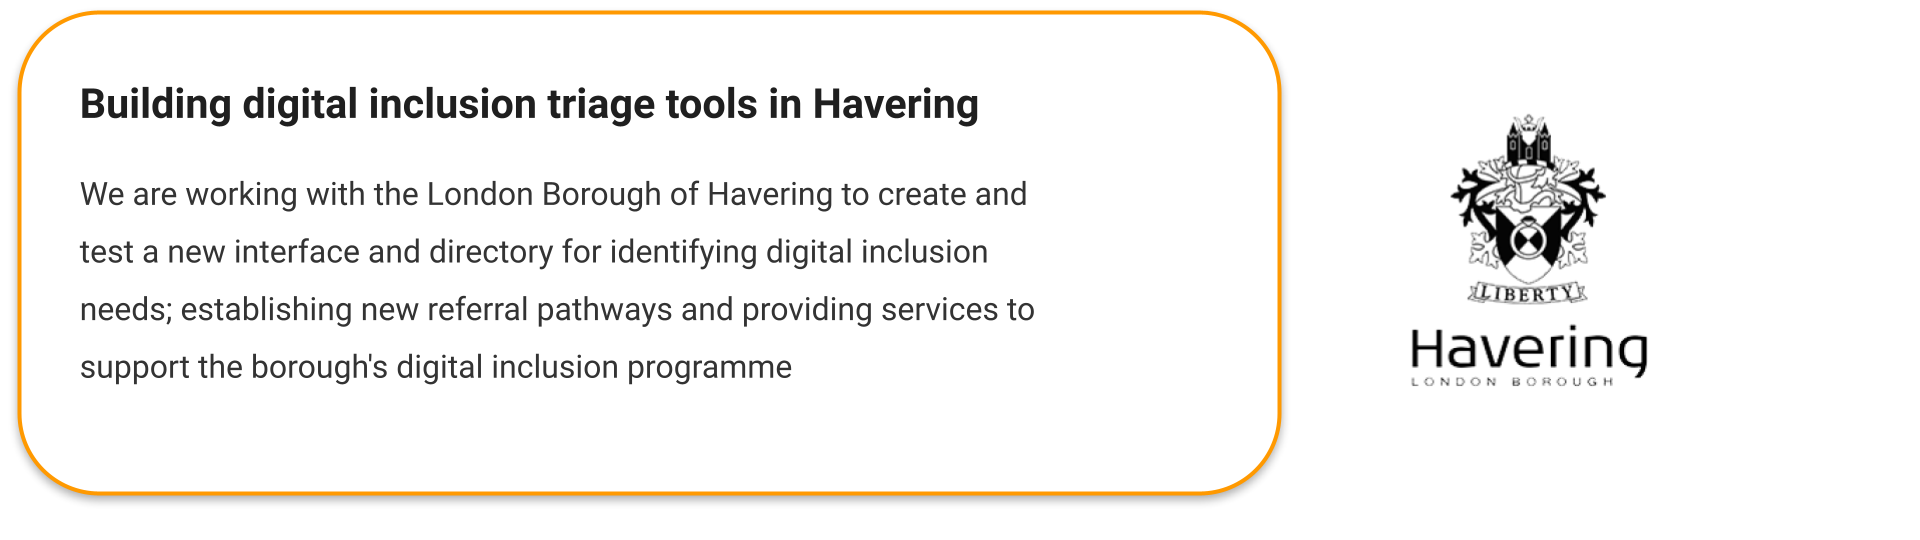 Building digital inclusion triage tools in Havering
We are working with the London Borough of Havering to create and
test a new interface and directory for identifying digital inclusion
needs; establishing new referral pathways and providing services to
support the borough's digital inclusion programme
LIBERTY
Havering
LONDON BOROUGH